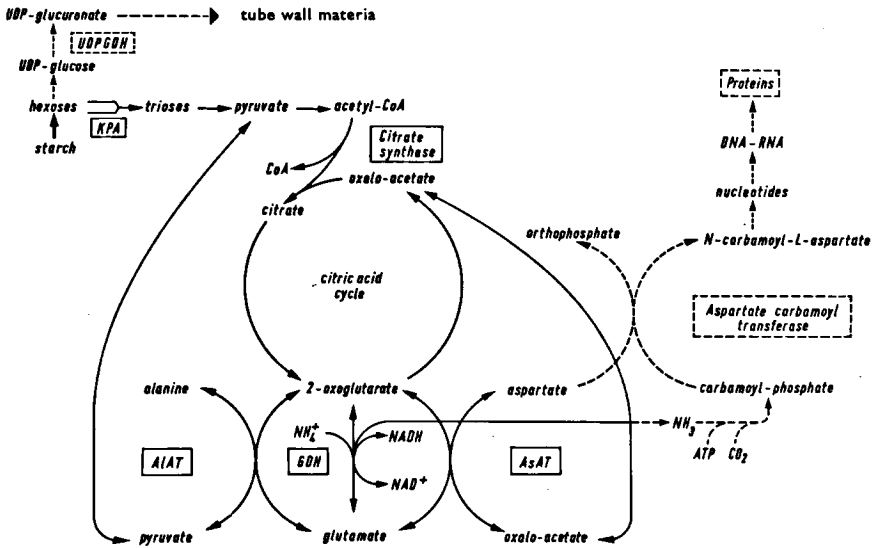 UDP-glucuronate
tube wall materia
UDPGDH
UDP-glucose
hexoses
trioses
pyruvate
acetyl-CoA
KPA
starch
Citrate
synthase
CoA
oxalo-acetate
citrate
Proteins
DNA-RNA
nucleotides
orthophosphate
N-carbamoyl-L-aspartate
citric acid
cycle
Aspartate carbamoyl
transferase
alanine
2-oxoglutarate
aspartate
carbamoyl-phosphate
NH₄⁺
NADH
NH₃
ATP
CO₂
AlAT
GDH
AsAT
NAD⁺
pyruvate
glutamate
oxalo-acetate